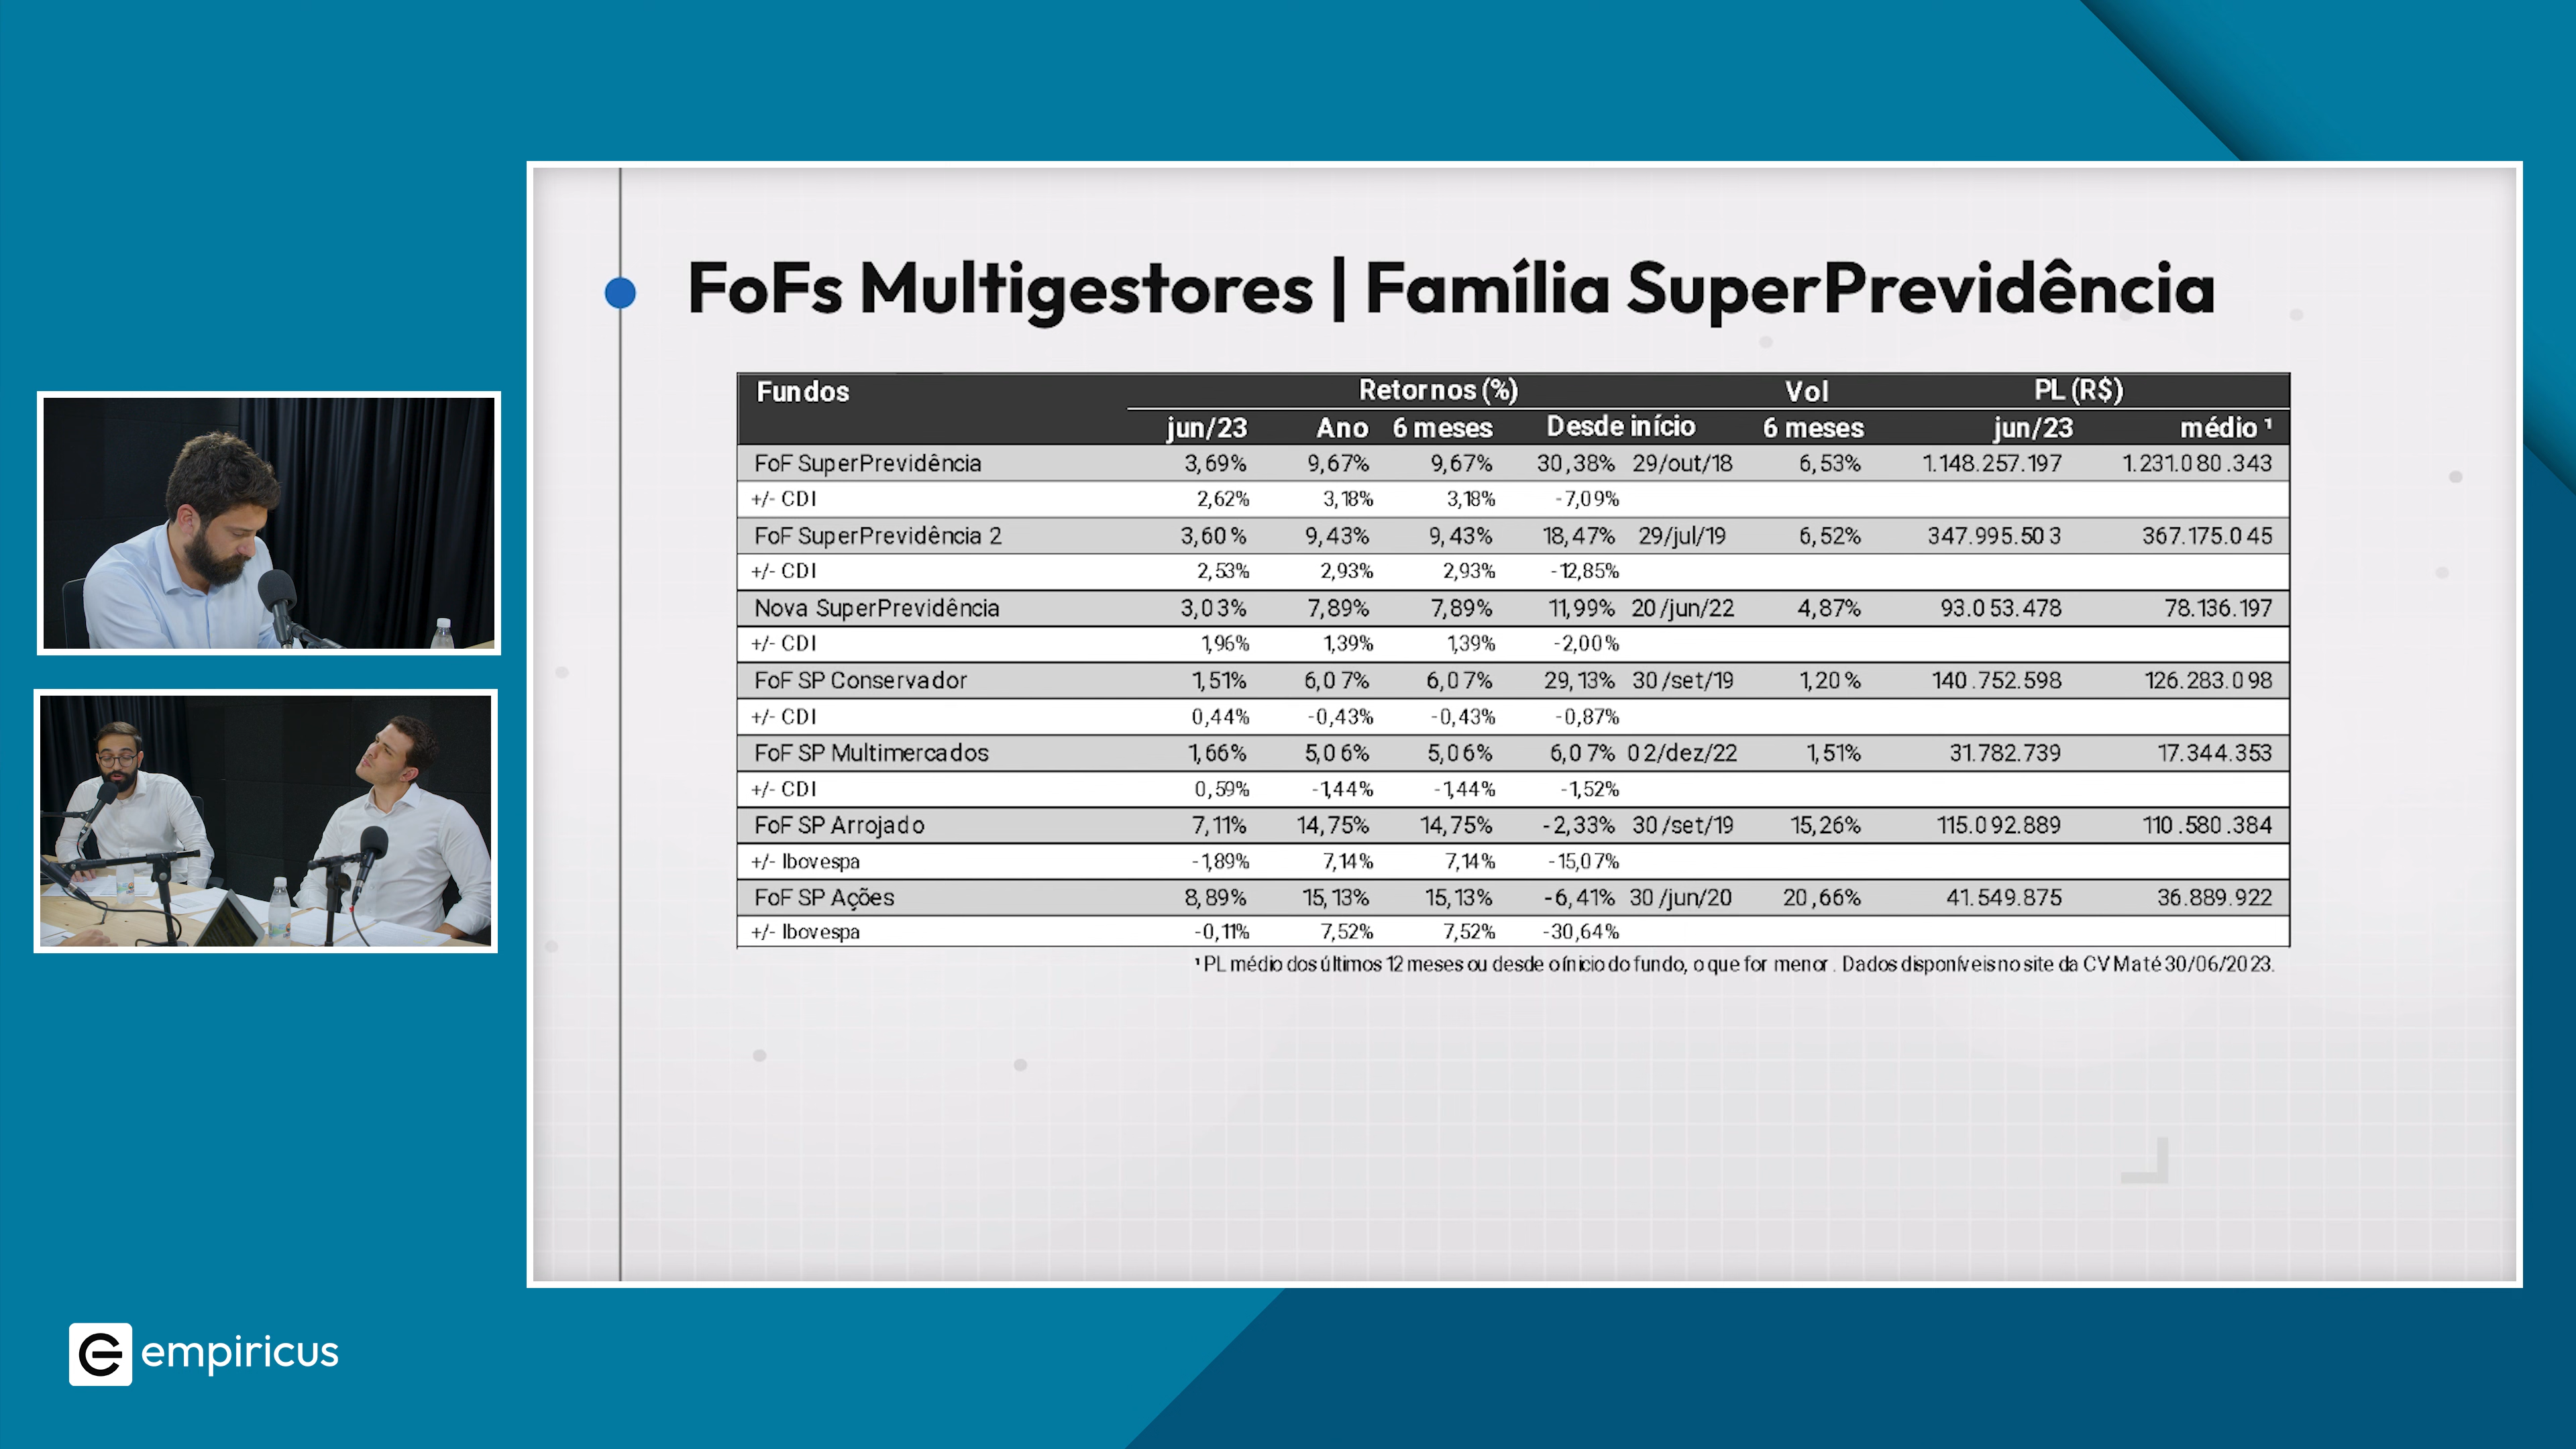 FoFs Multigestores | Família SuperPrevidência
Fundos Retornos (%) Vol PL (R$)
jun/23 Ano 6 meses Desde início 6 meses jun/23 médio ¹
FoF SuperPrevidência 3,69% 9,67% 9,67% 30,38% 29/out/18 6,53% 1.148.257.197 1.231.080.343
+/- CDI 2,62% 3,18% 3,18% -7,09%
FoF SuperPrevidência 2 3,60% 9,43% 9,43% 18,47% 29/jul/19 6,52% 347.995.503 367.175.045
+/- CDI 2,53% 2,93% 2,93% -12,85%
Nova SuperPrevidência 3,03% 7,89% 7,89% 11,99% 20/jun/22 4,87% 93.053.478 78.136.197
+/- CDI 1,96% 1,39% 1,39% -2,00%
FoF SP Conservador 1,51% 6,07% 6,07% 29,13% 30/set/19 1,20% 140.752.598 126.283.098
+/- CDI 0,44% -0,43% -0,43% -0,87%
FoF SP Multimercados 1,66% 5,06% 5,06% 6,07% 02/dez/22 1,51% 31.782.739 17.344.353
+/- CDI 0,59% -1,44% -1,44% -1,52%
FoF SP Arrojado 7,11% 14,75% 14,75% -2,33% 30/set/19 15,26% 115.092.889 110.580.384
+/- Ibovespa -1,89% 7,14% 7,14% -15,07%
FoF SP Ações 8,89% 15,13% 15,13% -6,41% 30/jun/20 20,66% 41.549.875 36.889.922
+/- Ibovespa -0,11% 7,52% 7,52% -30,64%
¹ PL médio dos últimos 12 meses ou desde o ínicio do fundo, o que for menor. Dados disponíveis no site da CVM até 30/06/2023.
empiricus